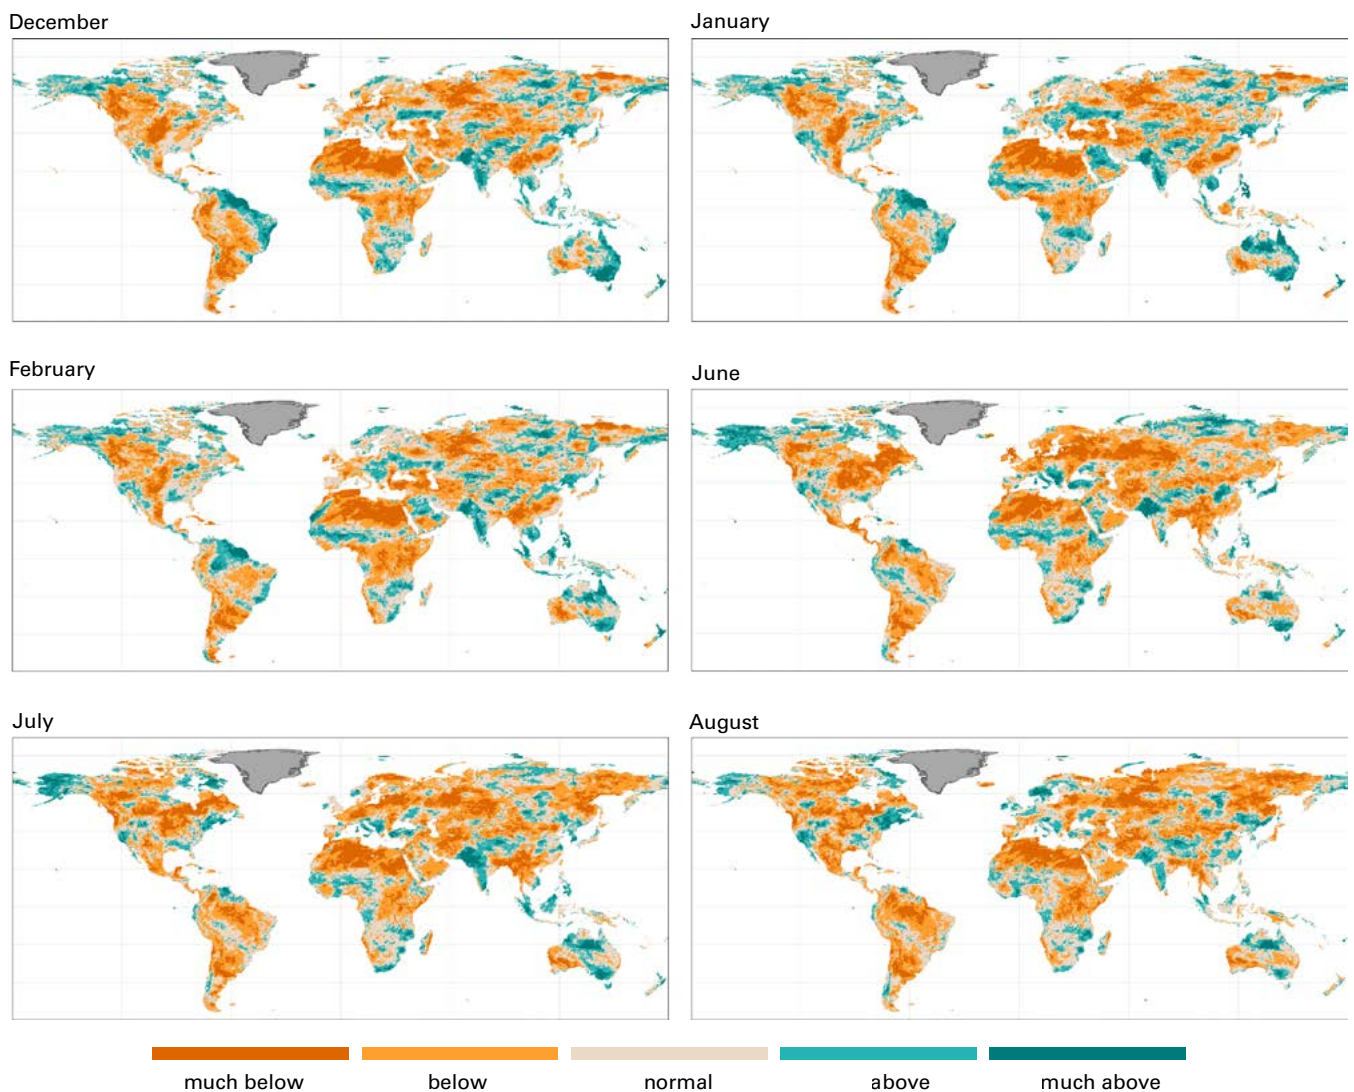 December
January
February
June
July
August
much below
below
normal
above
much above